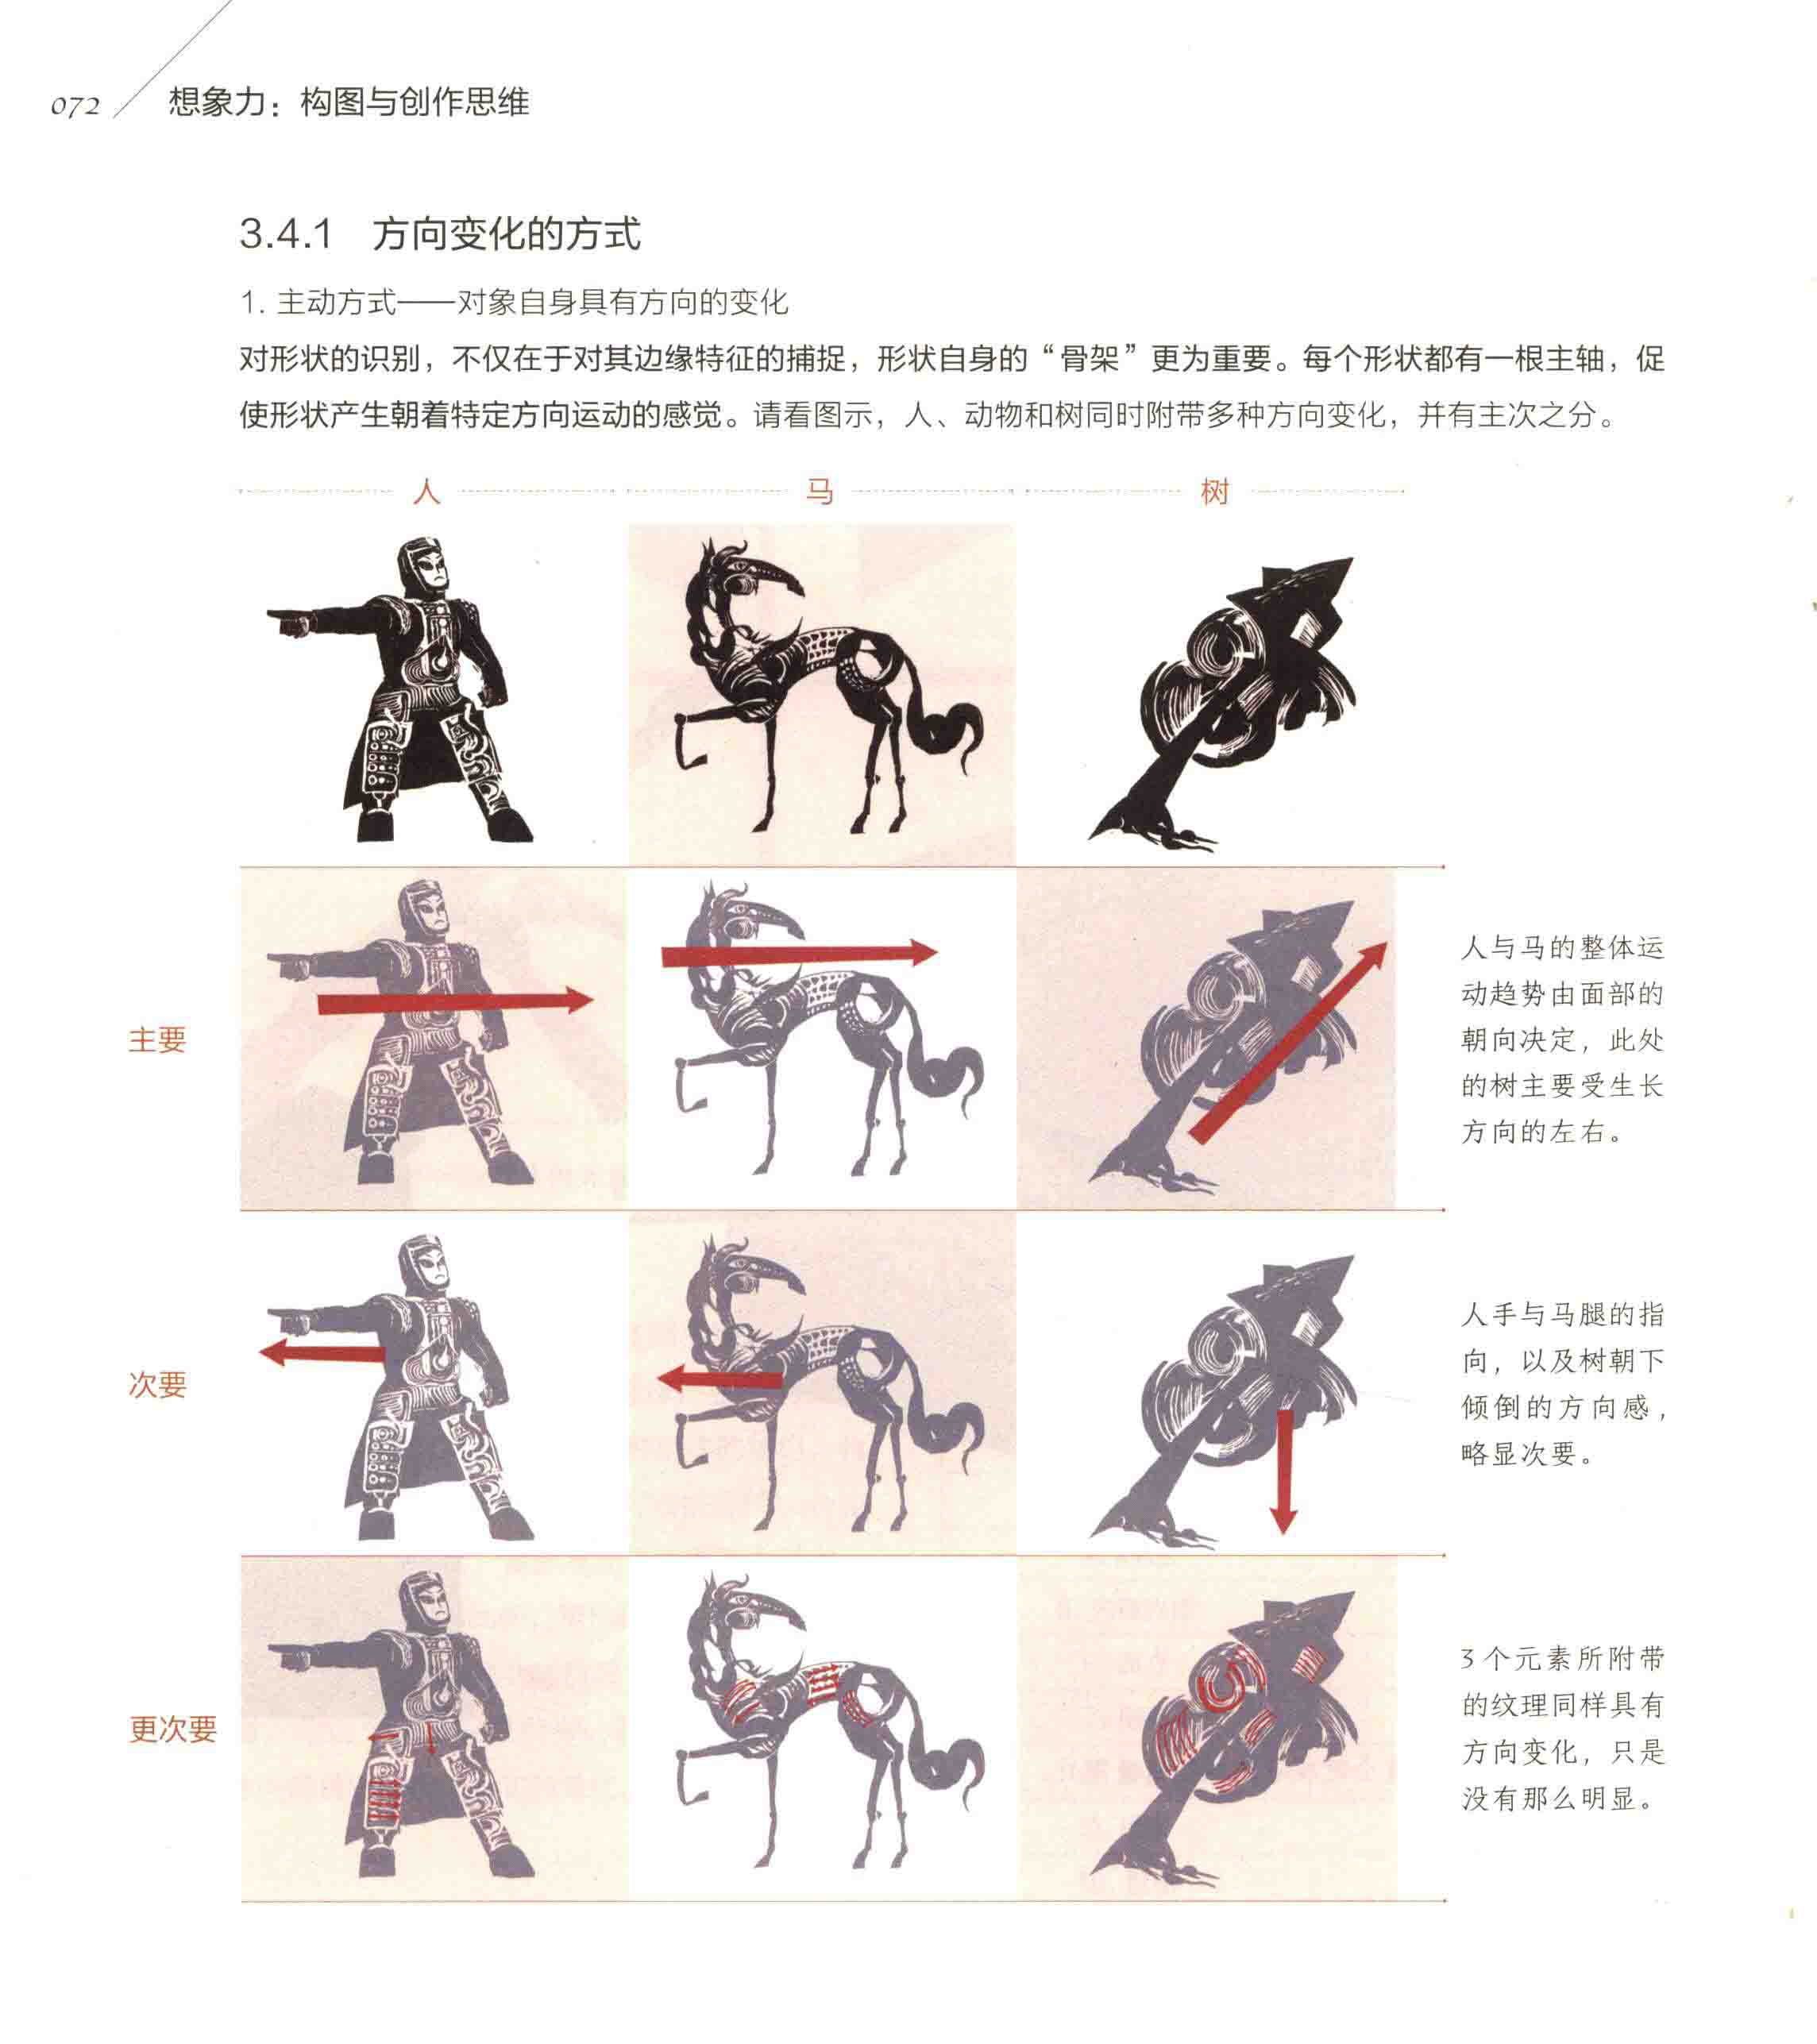 072
想象力：构图与创作思维
3.4.1 方向变化的方式
1. 主动方式——对象自身具有方向的变化
对形状的识别，不仅在于对其边缘特征的捕捉，形状自身的“骨架”更为重要。每个形状都有一根主轴，促
使形状产生朝着特定方向运动的感觉。请看图示，人、动物和树同时附带多种方向变化，并有主次之分。
人
马
树
主要
人与马的整体运
动趋势由面部的
朝向决定，此处
的树主要受生长
方向的左右。
次要
人手与马腿的指
向，以及树朝下
倾倒的方向感，
略显次要。
更次要
3个元素所附带
的纹理同样具有
方向变化，只是
没有那么明显。